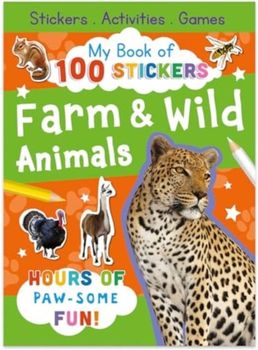 Stickers . Activities . Games
My Book of
100 STICKERS
Farm & Wild
Animals
HOURS OF
PAW-SOME
FUN!